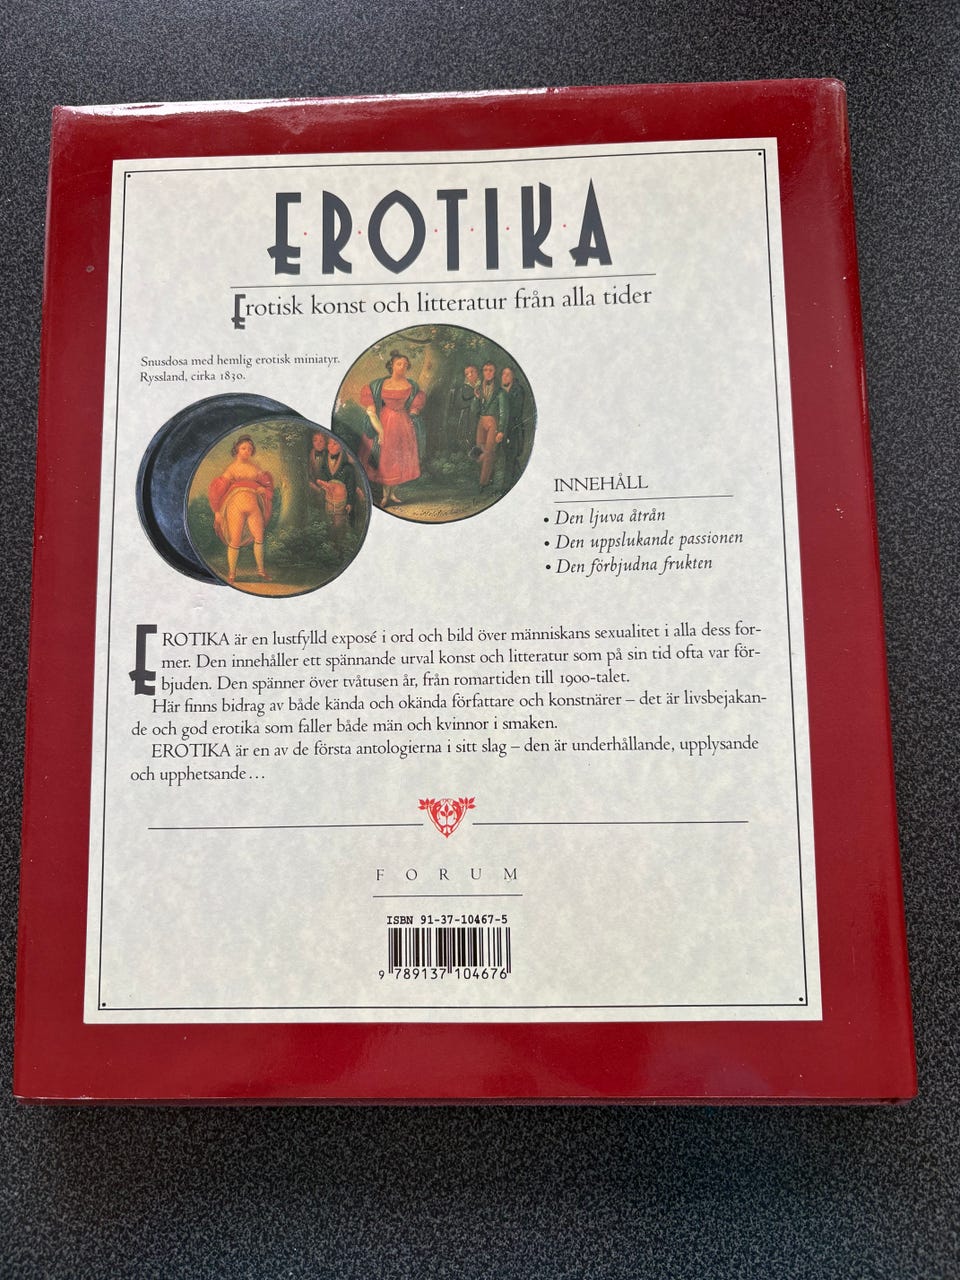 E·R·O·T·I·K·A
Erotisk konst och litteratur från alla tider
Snusdosa med hemlig erotisk miniatyr.
Ryssland, cirka 1830.
INNEHÅLL
• Den ljuva åtrån
• Den uppslukande passionen
• Den förbjudna frukten
EROTIKA är en lustfylld exposé i ord och bild över människans sexualitet i alla dess for-
mer. Den innehåller ett spännande urval konst och litteratur som på sin tid ofta var för-
bjuden. Den spänner över tvåtusen år, från romartiden till 1900-talet.
Här finns bidrag av både kända och okända författare och konstnärer – det är livsbejakan-
de och god erotika som faller både män och kvinnor i smaken.
EROTIKA är en av de första antologierna i sitt slag – den är underhållande, upplysande
och upphetsande…
FORUM
ISBN 91-37-10467-5
9 789137 104676